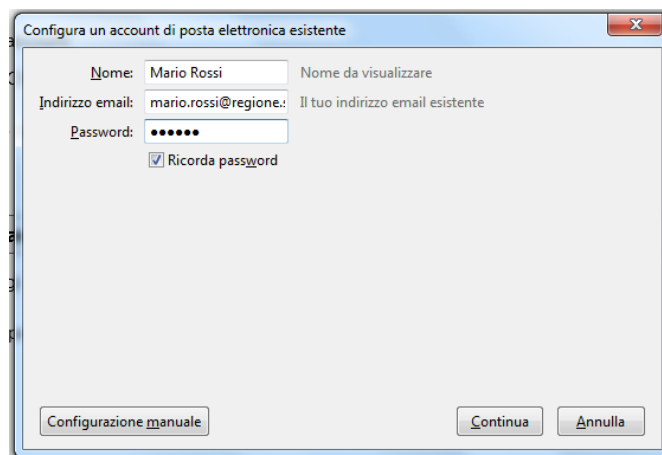 Configura un account di posta elettronica esistente
Nome: Mario Rossi Nome da visualizzare
Indirizzo email: mario.rossi@regione.s Il tuo indirizzo email esistente
Password: ●●●●●●
Ricorda password
Configurazione manuale Continua Annulla